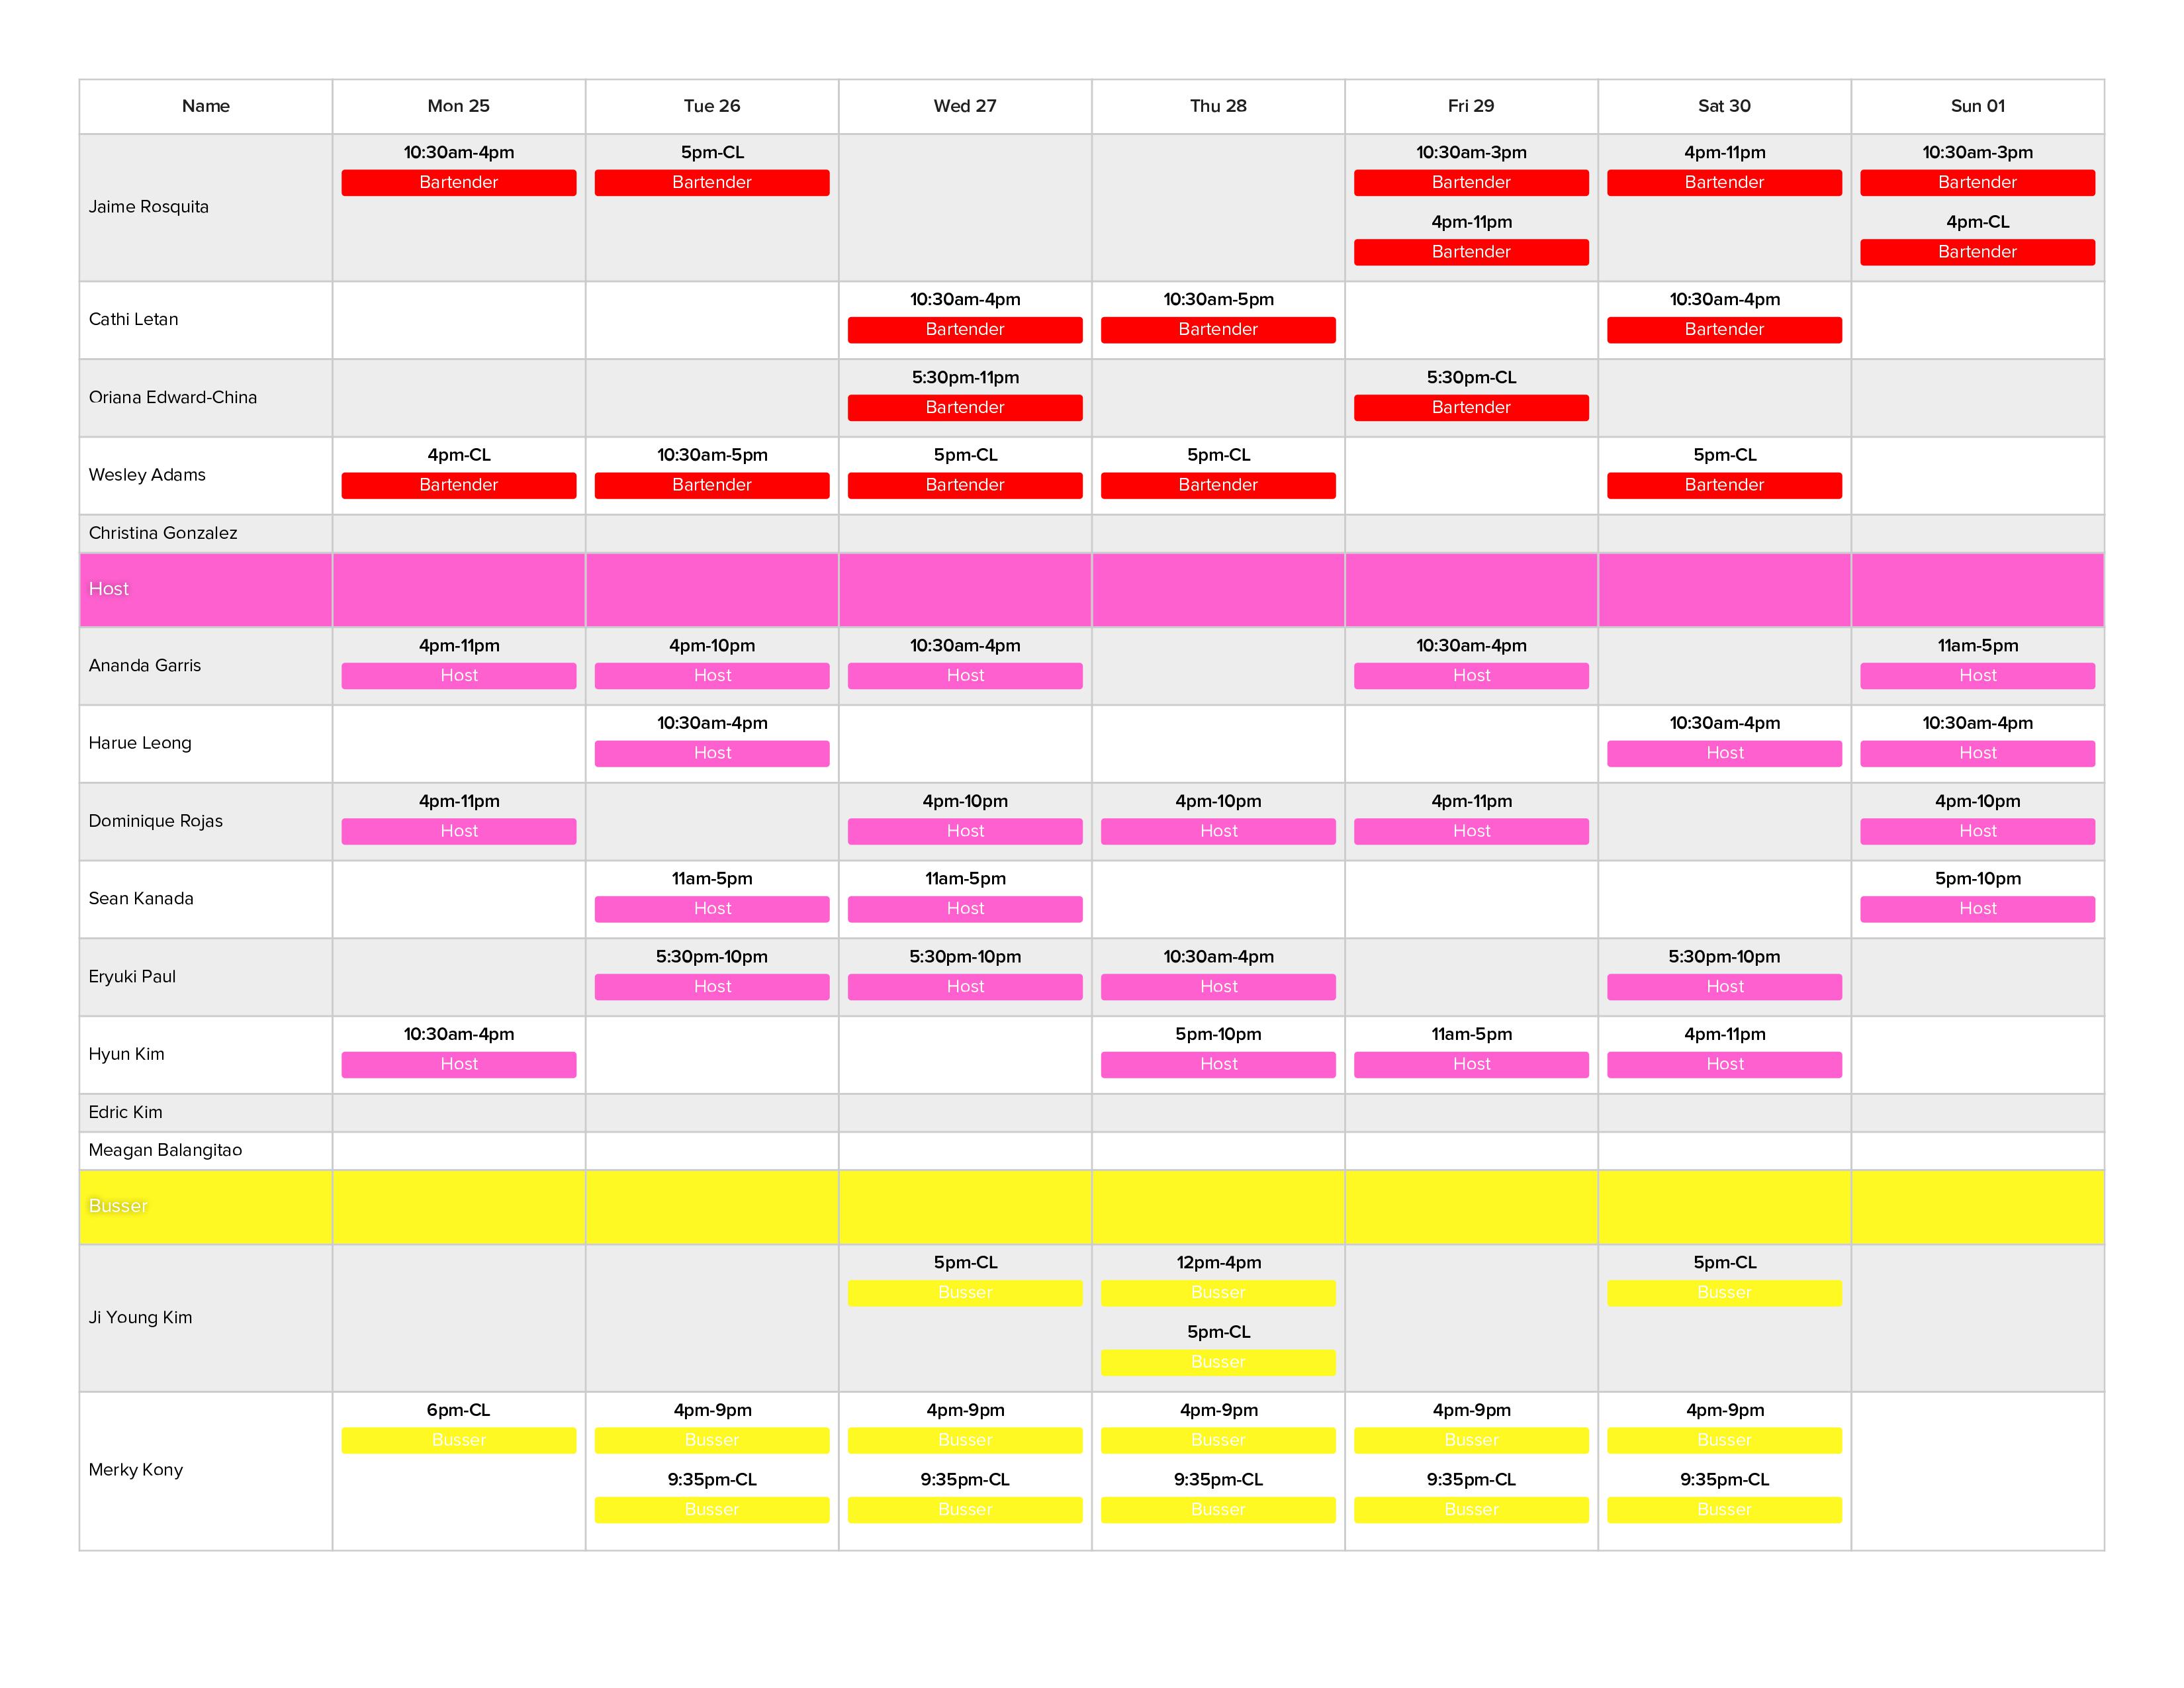 Name Mon 25 Tue 26 Wed 27 Thu 28 Fri 29 Sat 30 Sun 01
10:30am-4pm 5pm-CL 10:30am-3pm 4pm-11pm 10:30am-3pm
Bartender Bartender Bartender Bartender Bartender
Jaime Rosquita
4pm-11pm 4pm-CL
Bartender Bartender
10:30am-4pm 10:30am-5pm 10:30am-4pm
Cathi Letan
Bartender Bartender Bartender
5:30pm-11pm 5:30pm-CL
Oriana Edward-China
Bartender Bartender
4pm-CL 10:30am-5pm 5pm-CL 5pm-CL 5pm-CL
Wesley Adams
Bartender Bartender Bartender Bartender Bartender
Christina Gonzalez
Host
4pm-11pm 4pm-10pm 10:30am-4pm 10:30am-4pm 11am-5pm
Ananda Garris
Host Host Host Host Host
10:30am-4pm 10:30am-4pm 10:30am-4pm
Harue Leong
Host Host Host
4pm-11pm 4pm-10pm 4pm-10pm 4pm-11pm 4pm-10pm
Dominique Rojas
Host Host Host Host Host
11am-5pm 11am-5pm 5pm-10pm
Sean Kanada
Host Host Host
5:30pm-10pm 5:30pm-10pm 10:30am-4pm 5:30pm-10pm
Eryuki Paul
Host Host Host Host
10:30am-4pm 5pm-10pm 11am-5pm 4pm-11pm
Hyun Kim
Host Host Host Host
Edric Kim
Meagan Balangitao
Busser
5pm-CL 12pm-4pm 5pm-CL
Busser Busser Busser
Ji Young Kim
5pm-CL
Busser
6pm-CL 4pm-9pm 4pm-9pm 4pm-9pm 4pm-9pm 4pm-9pm
Busser Busser Busser Busser Busser Busser
Merky Kony
9:35pm-CL 9:35pm-CL 9:35pm-CL 9:35pm-CL 9:35pm-CL
Busser Busser Busser Busser Busser